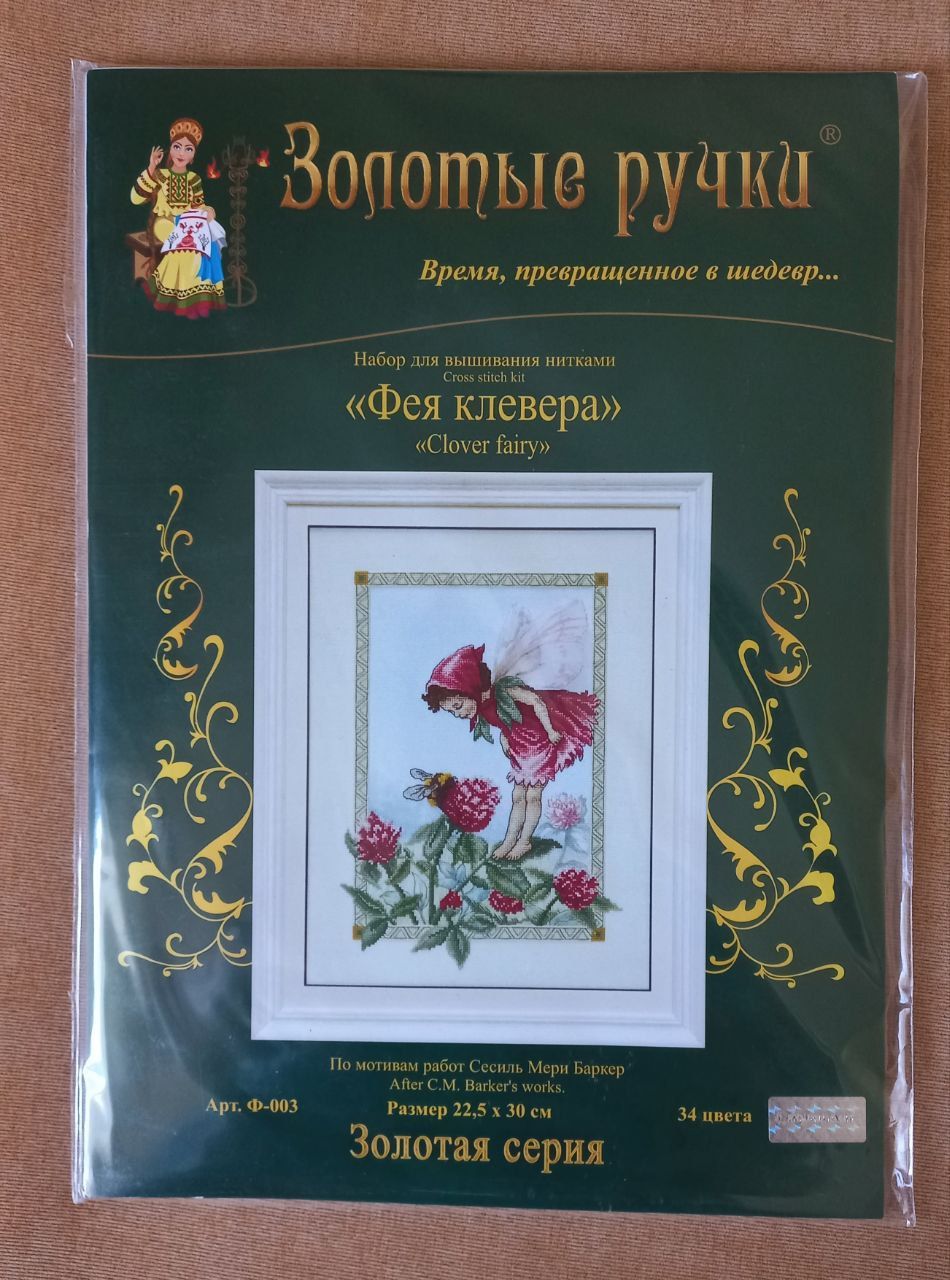 Золотые ручки®
Время, превращенное в шедевр...
Набор для вышивания нитками
Cross stitch kit
«Фея клевера»
«Clover fairy»
По мотивам работ Сесиль Мери Баркер
After C.M. Barker's works.
Арт. Ф-003
Размер 22,5 х 30 см
34 цвета
Золотая серия